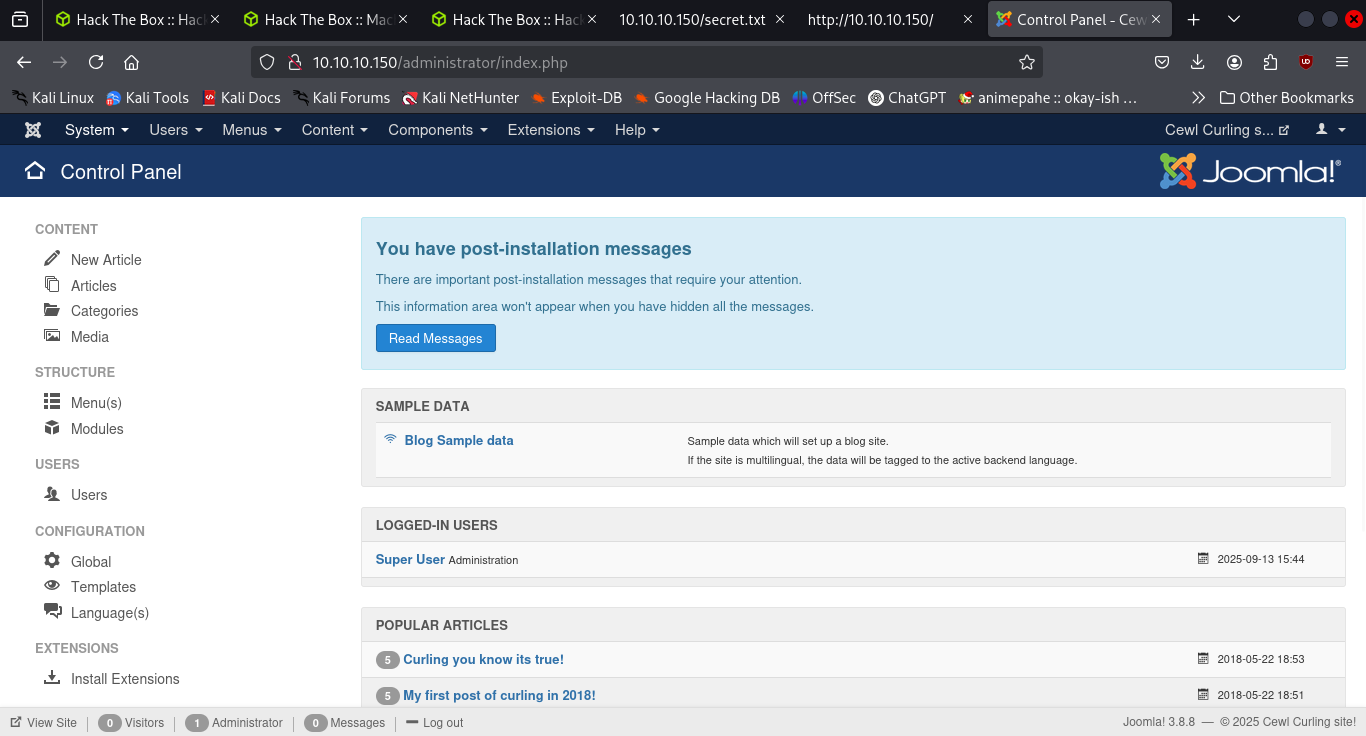 Hack The Box :: Hack
Hack The Box :: Mac
Hack The Box :: Hack
10.10.10.150/secret.txt
http://10.10.10.150/
Control Panel - Cew
10.10.10.150/administrator/index.php
Kali Linux
Kali Tools
Kali Docs
Kali Forums
Kali NetHunter
Exploit-DB
Google Hacking DB
OffSec
ChatGPT
animepahe :: okay-ish …
Other Bookmarks
System
Users
Menus
Content
Components
Extensions
Help
Cewl Curling s...
Control Panel
Joomla!®
CONTENT
New Article
Articles
Categories
Media
STRUCTURE
Menu(s)
Modules
USERS
Users
CONFIGURATION
Global
Templates
Language(s)
EXTENSIONS
Install Extensions
You have post-installation messages
There are important post-installation messages that require your attention.
This information area won't appear when you have hidden all the messages.
Read Messages
SAMPLE DATA
Blog Sample data
Sample data which will set up a blog site.
If the site is multilingual, the data will be tagged to the active backend language.
LOGGED-IN USERS
Super User Administration
2025-09-13 15:44
POPULAR ARTICLES
5 Curling you know its true!
2018-05-22 18:53
5 My first post of curling in 2018!
2018-05-22 18:51
View Site
0 Visitors
1 Administrator
0 Messages
Log out
Joomla! 3.8.8 — © 2025 Cewl Curling site!